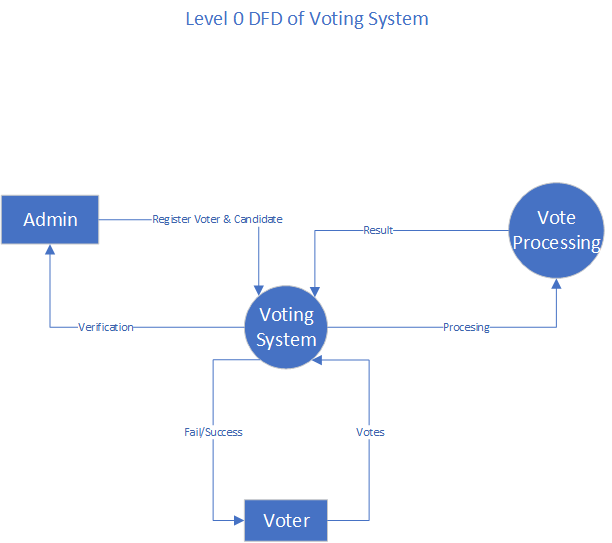 Level 0 DFD of Voting System
Admin
Register Voter & Candidate
Result
Vote
Processing
Voting
System
Verification
Procesing
Fail/Success
Votes
Voter